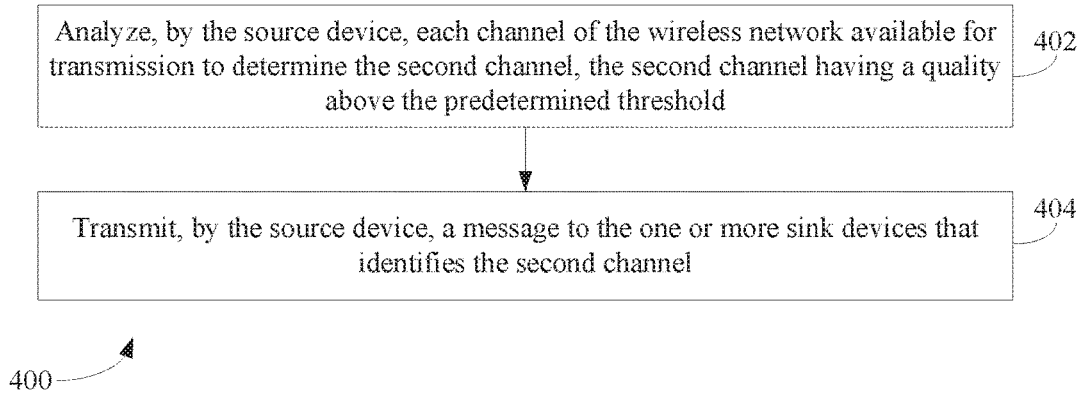 Analyze, by the source device, each channel of the wireless network available for
transmission to determine the second channel, the second channel having a quality
above the predetermined threshold
402
Transmit, by the source device, a message to the one or more sink devices that
identifies the second channel
404
400